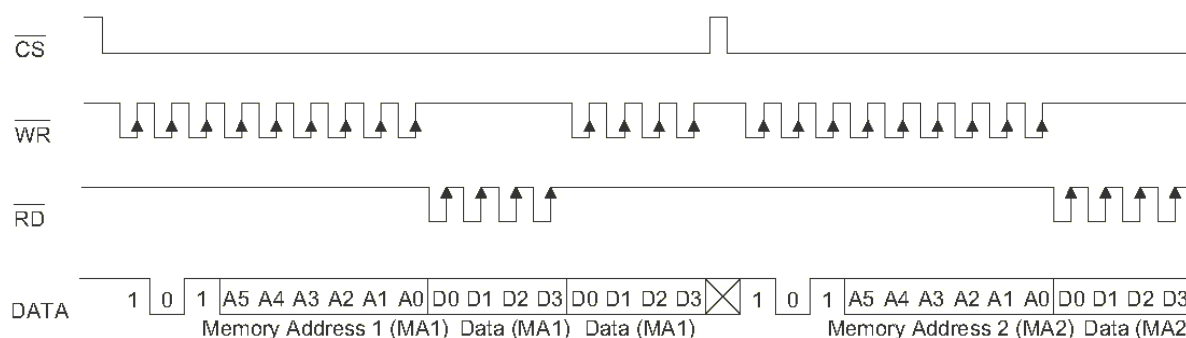 CS
WR
RD
DATA 1 0 1 A5 A4 A3 A2 A1 A0 D0 D1 D2 D3 D0 D1 D2 D3 1 0 1 A5 A4 A3 A2 A1 A0 D0 D1 D2 D3
Memory Address 1 (MA1) Data (MA1) Data (MA1) Memory Address 2 (MA2) Data (MA2